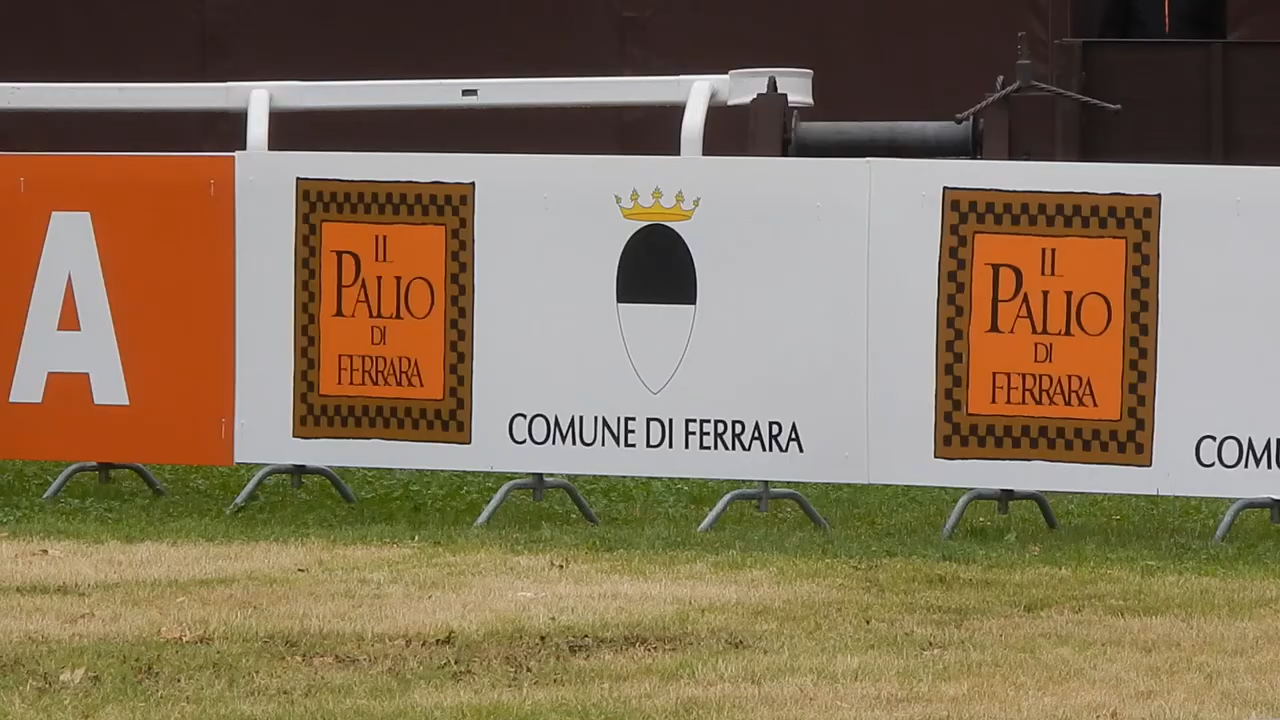 A
IL
PALIO
DI
FERRARA
COMUNE DI FERRARA
IL
PALIO
DI
FERRARA
COMU